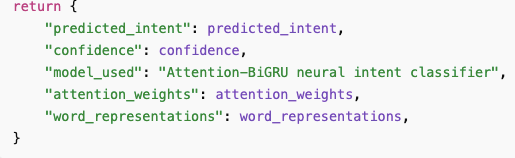 return {
    "predicted_intent": predicted_intent,
    "confidence": confidence,
    "model_used": "Attention-BiGRU neural intent classifier",
    "attention_weights": attention_weights,
    "word_representations": word_representations,
}